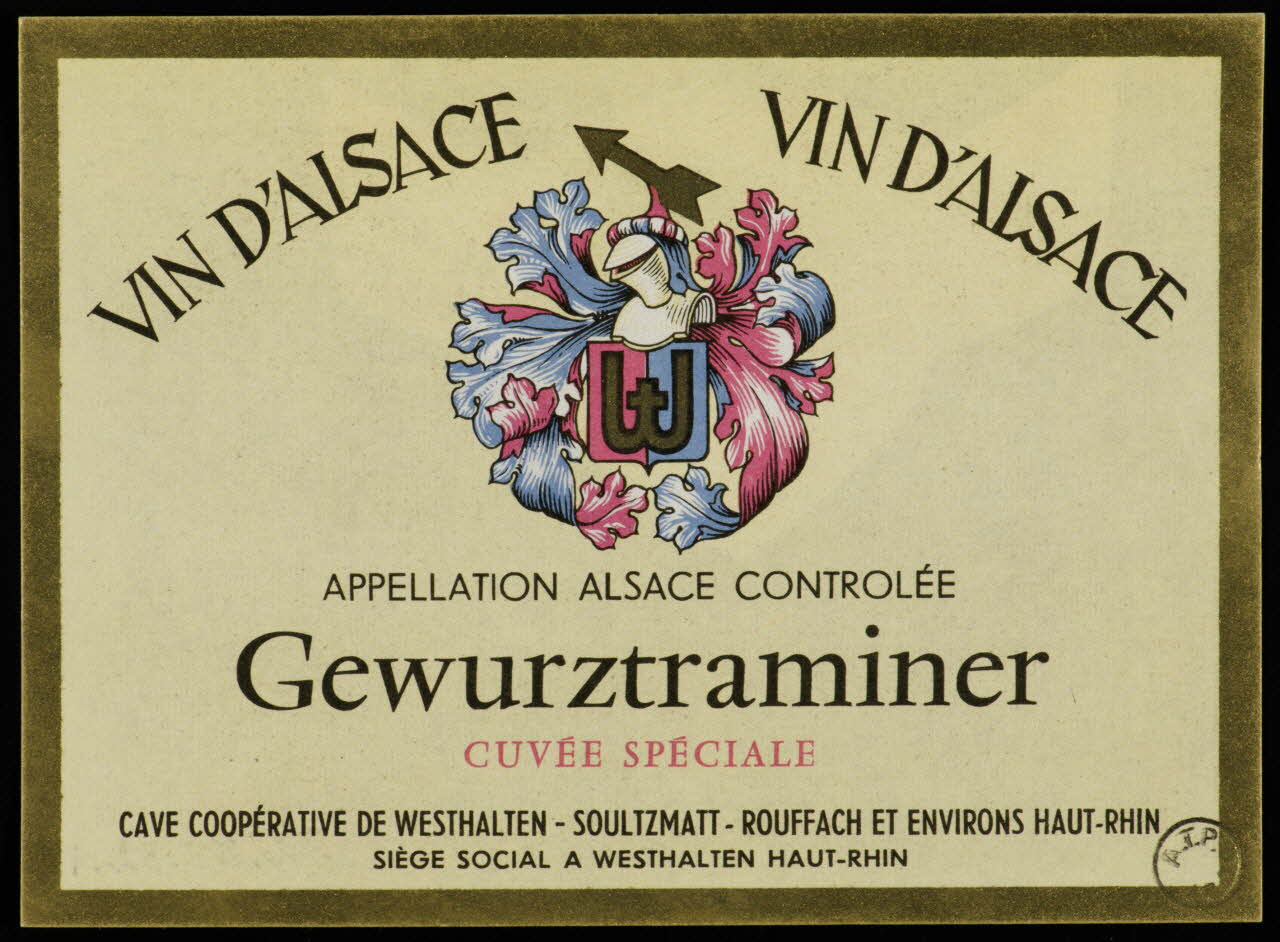 VIN D'ALSACE
VIN D'ALSACE
W
APPELLATION ALSACE CONTROLÉE
Gewurztraminer
CUVÉE SPÉCIALE
CAVE COOPÉRATIVE DE WESTHALTEN - SOULTZMATT - ROUFFACH ET ENVIRONS HAUT-RHIN
SIÈGE SOCIAL A WESTHALTEN HAUT-RHIN